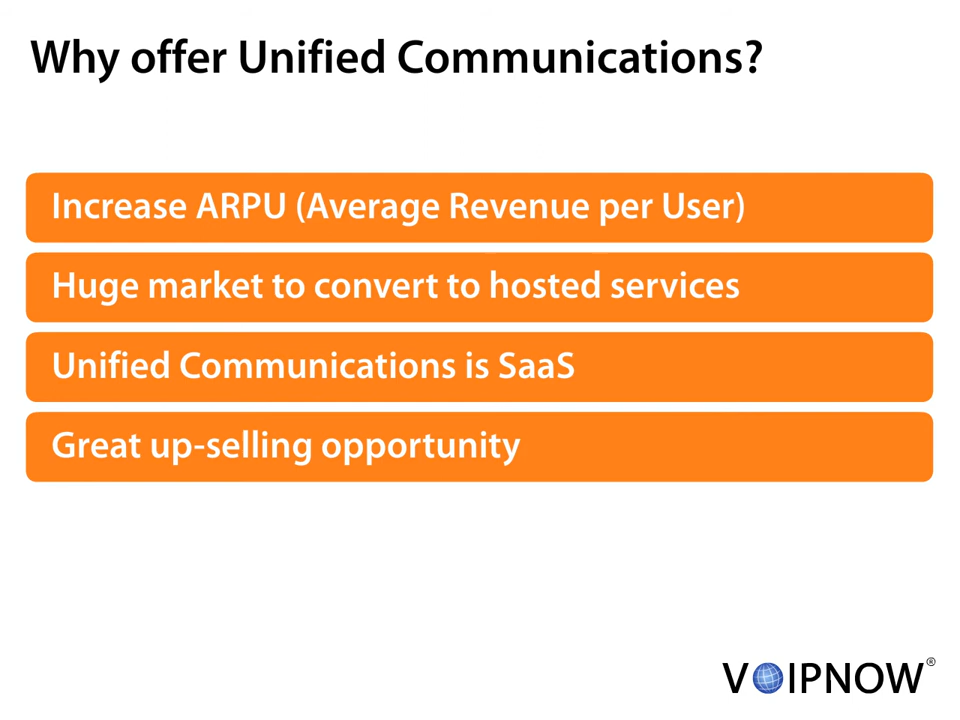 Why offer Unified Communications?
Increase ARPU (Average Revenue per User)
Huge market to convert to hosted services
Unified Communications is SaaS
Great up-selling opportunity
VOIPNOW®